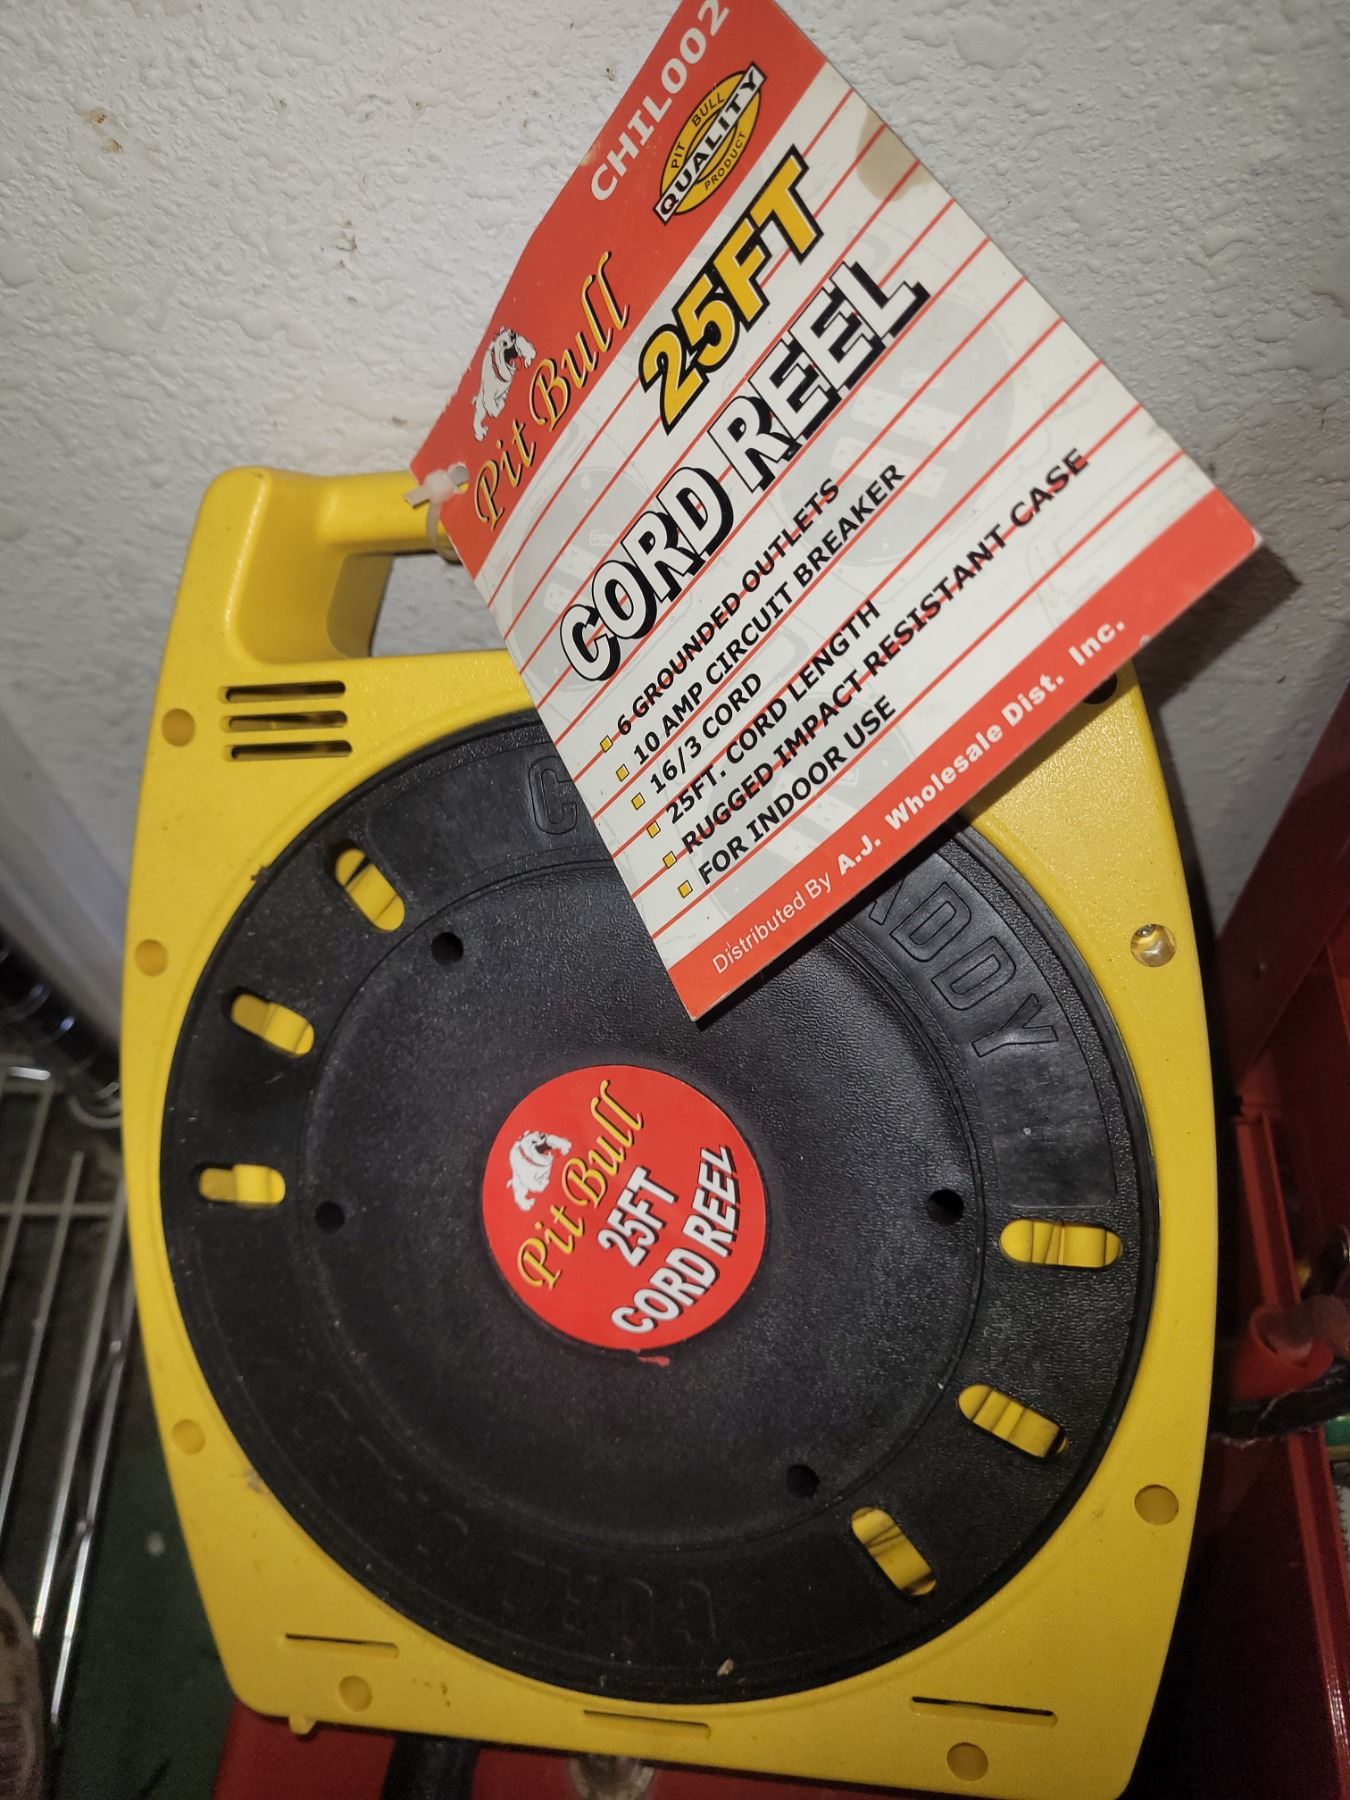 CHIL002
PIT BULL
QUALITY
PRODUCT
Pit Bull
25FT
CORD REEL
6 GROUNDED OUTLETS
10 AMP CIRCUIT BREAKER
16/3 CORD
25FT. CORD LENGTH
RUGGED IMPACT RESISTANT CASE
FOR INDOOR USE
Distributed By A.J. Wholesale Dist. Inc.
Pit Bull
25FT
CORD REEL